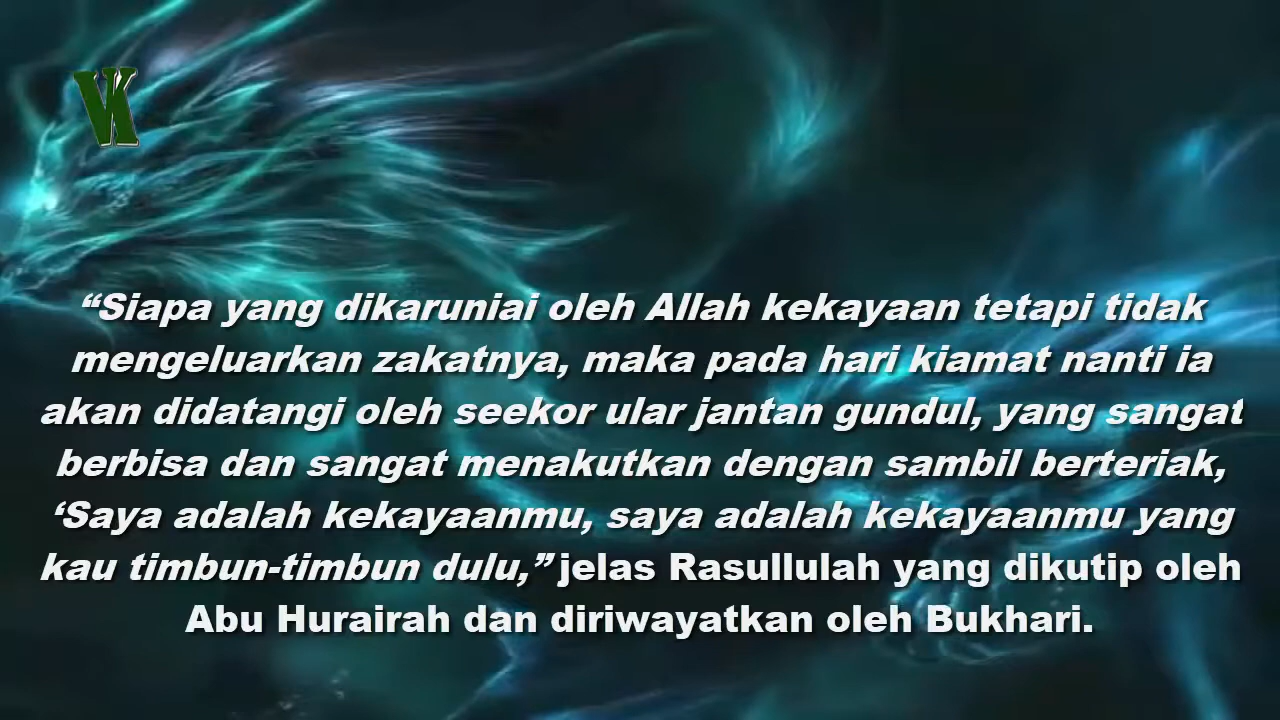 VK
“Siapa yang dikaruniai oleh Allah kekayaan tetapi tidak
mengeluarkan zakatnya, maka pada hari kiamat nanti ia
akan didatangi oleh seekor ular jantan gundul, yang sangat
berbisa dan sangat menakutkan dengan sambil berteriak,
‘Saya adalah kekayaanmu, saya adalah kekayaanmu yang
kau timbun-timbun dulu,” jelas Rasullulah yang dikutip oleh
Abu Hurairah dan diriwayatkan oleh Bukhari.